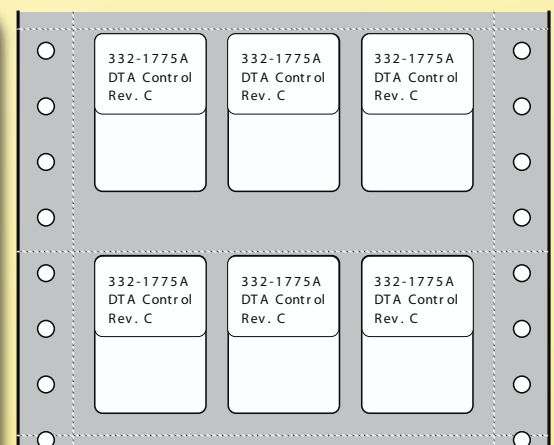 332-1775A 332-1775A 332-1775A
DTA Control DTA Control DTA Control
Rev. C Rev. C Rev. C
332-1775A 332-1775A 332-1775A
DTA Control DTA Control DTA Control
Rev. C Rev. C Rev. C